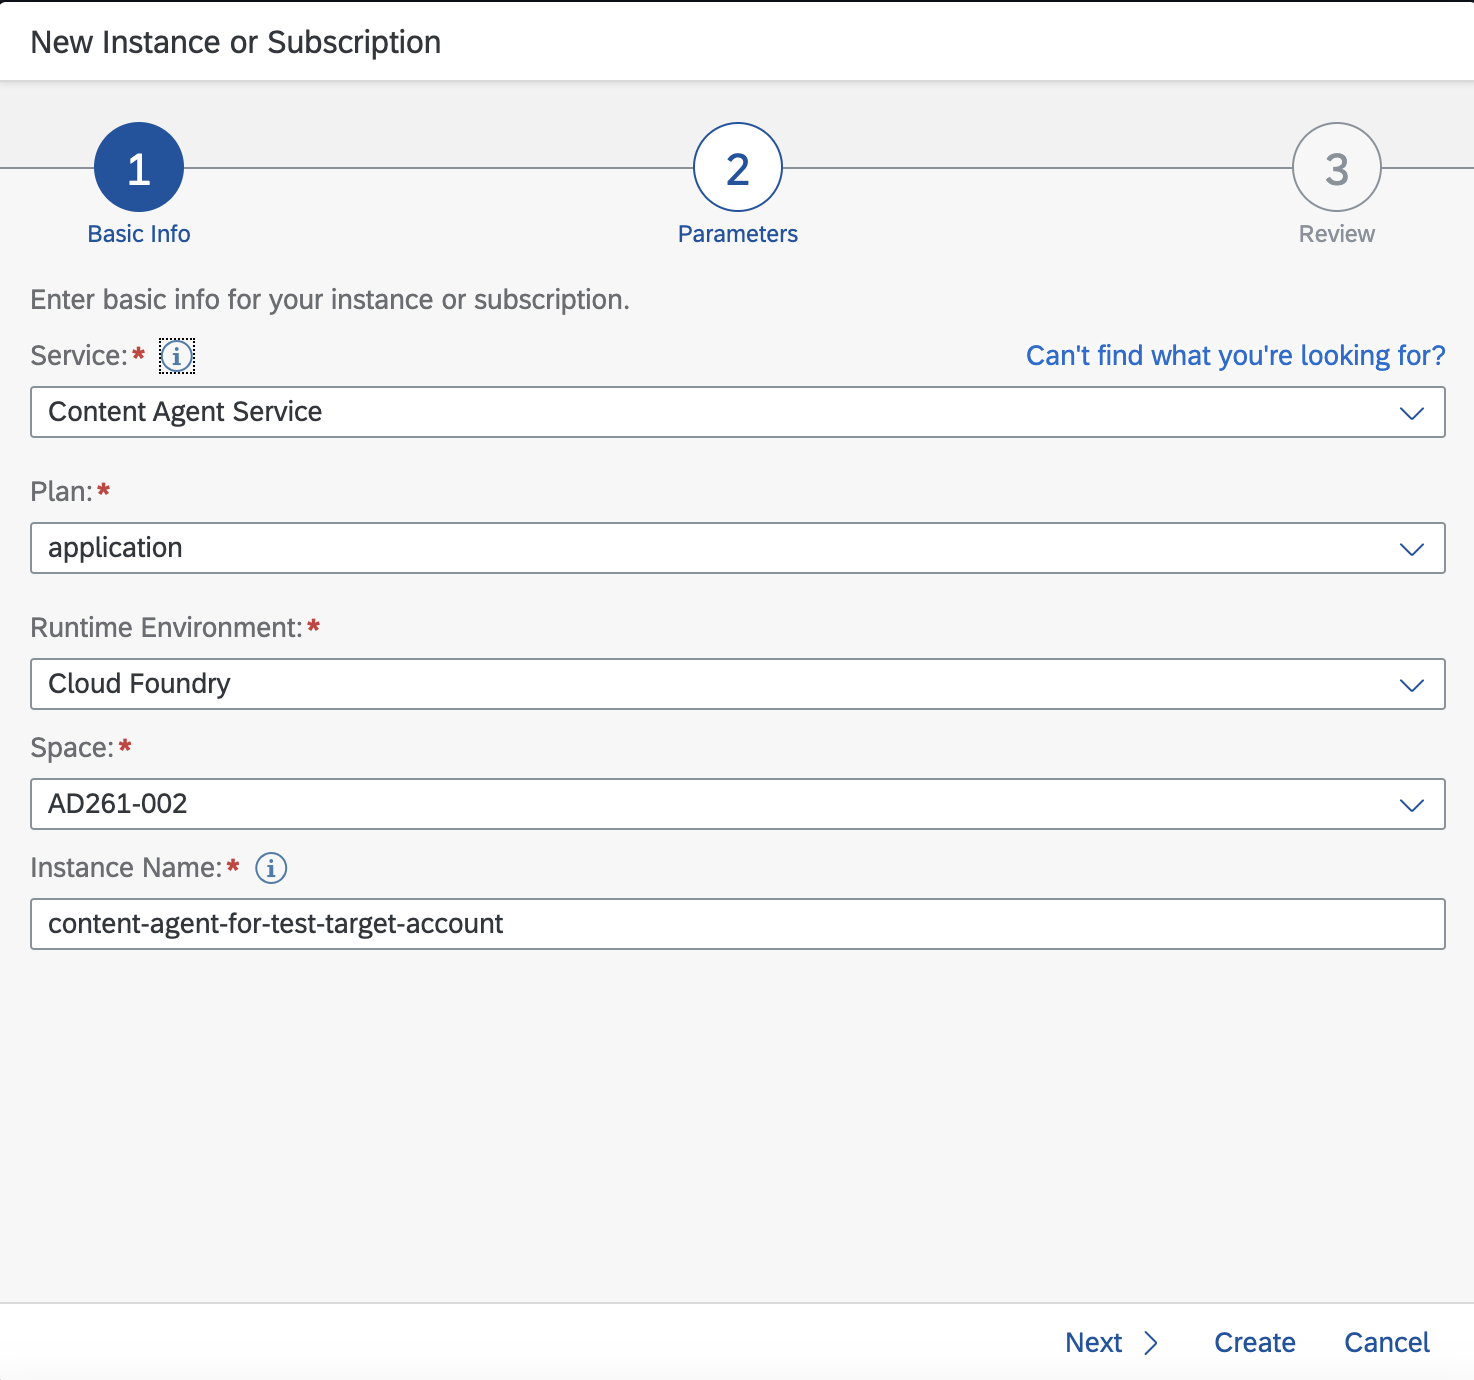 New Instance or Subscription
1
2
3
Basic Info
Parameters
Review
Enter basic info for your instance or subscription.
Service:* i
Can't find what you're looking for?
Content Agent Service
Plan:*
application
Runtime Environment:*
Cloud Foundry
Space:*
AD261-002
Instance Name:* i
content-agent-for-test-target-account
Next
Create
Cancel